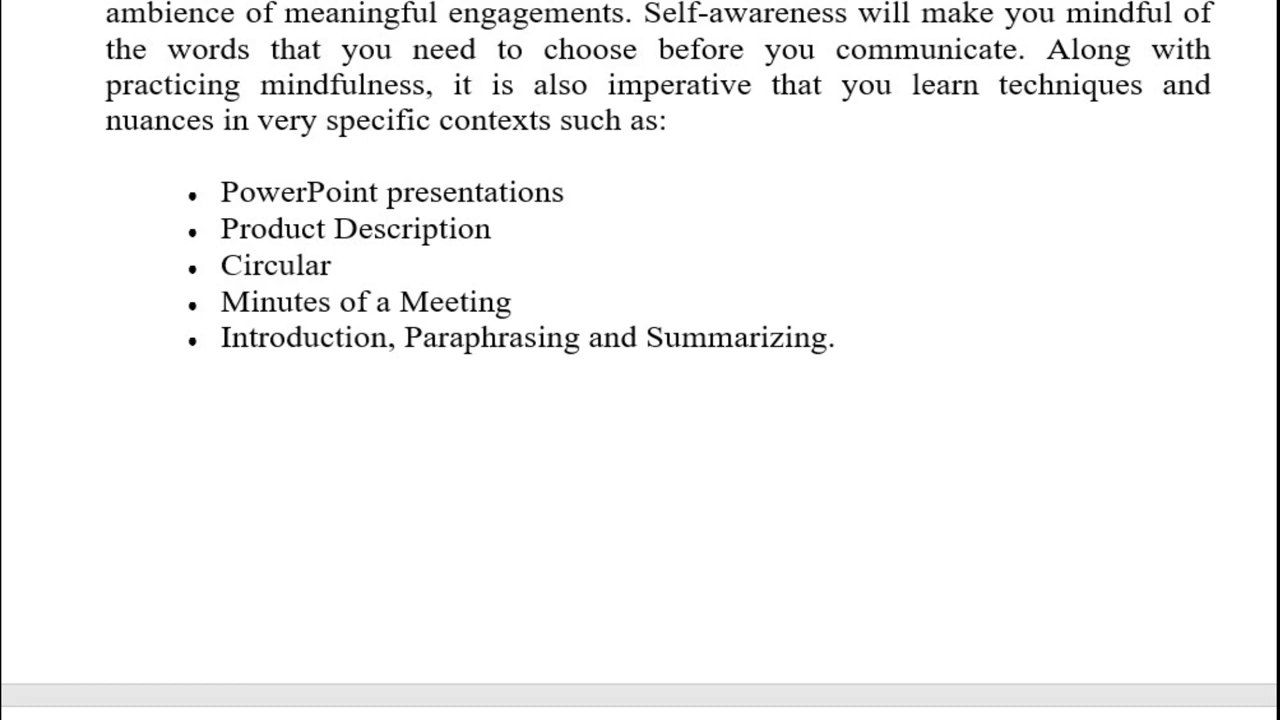 ambience of meaningful engagements. Self-awareness will make you mindful of
the words that you need to choose before you communicate. Along with
practicing mindfulness, it is also imperative that you learn techniques and
nuances in very specific contexts such as:
• PowerPoint presentations
• Product Description
• Circular
• Minutes of a Meeting
• Introduction, Paraphrasing and Summarizing.